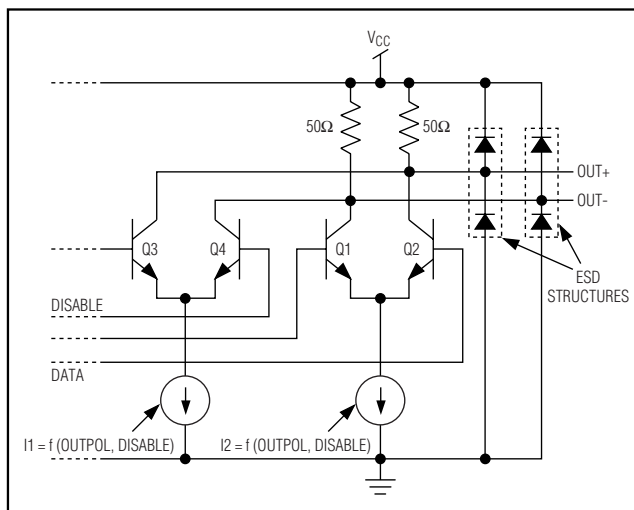 VCC
50Ω
50Ω
OUT+
OUT-
Q3
Q4
Q1
Q2
ESD
STRUCTURES
DISABLE
DATA
I1 = f (OUTPOL, DISABLE)
I2 = f (OUTPOL, DISABLE)